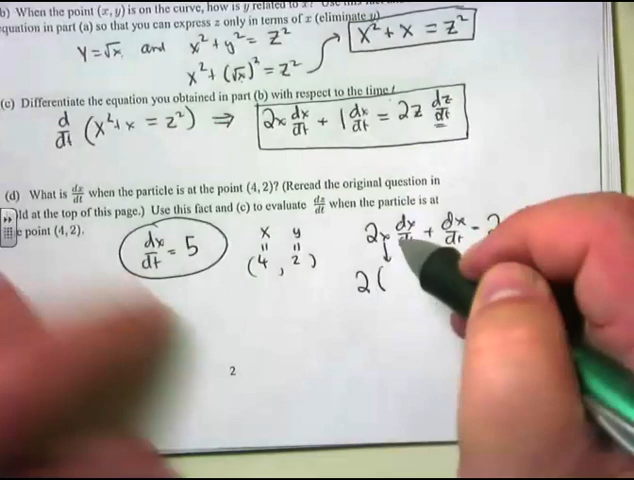 b) When the point (x, y) is on the curve, how is y related to x? Use this
equation in part (a) so that you can express z only in terms of x (eliminate y)
y = √x and x² + y² = z²
x² + (√x)² = z²
x² + x = z²
(c) Differentiate the equation you obtained in part (b) with respect to the time t
d/dt (x² + x = z²) ⇒ 2x dx/dt + 1 dx/dt = 2z dz/dt
(d) What is dx/dt when the particle is at the point (4, 2)? (Reread the original question in
ld at the top of this page.) Use this fact and (c) to evaluate dz/dt when the particle is at
e point (4, 2).
dx/dt = 5
x y
" "
(4, 2)
2x dx/dt + dx/dt = 2
2(
2